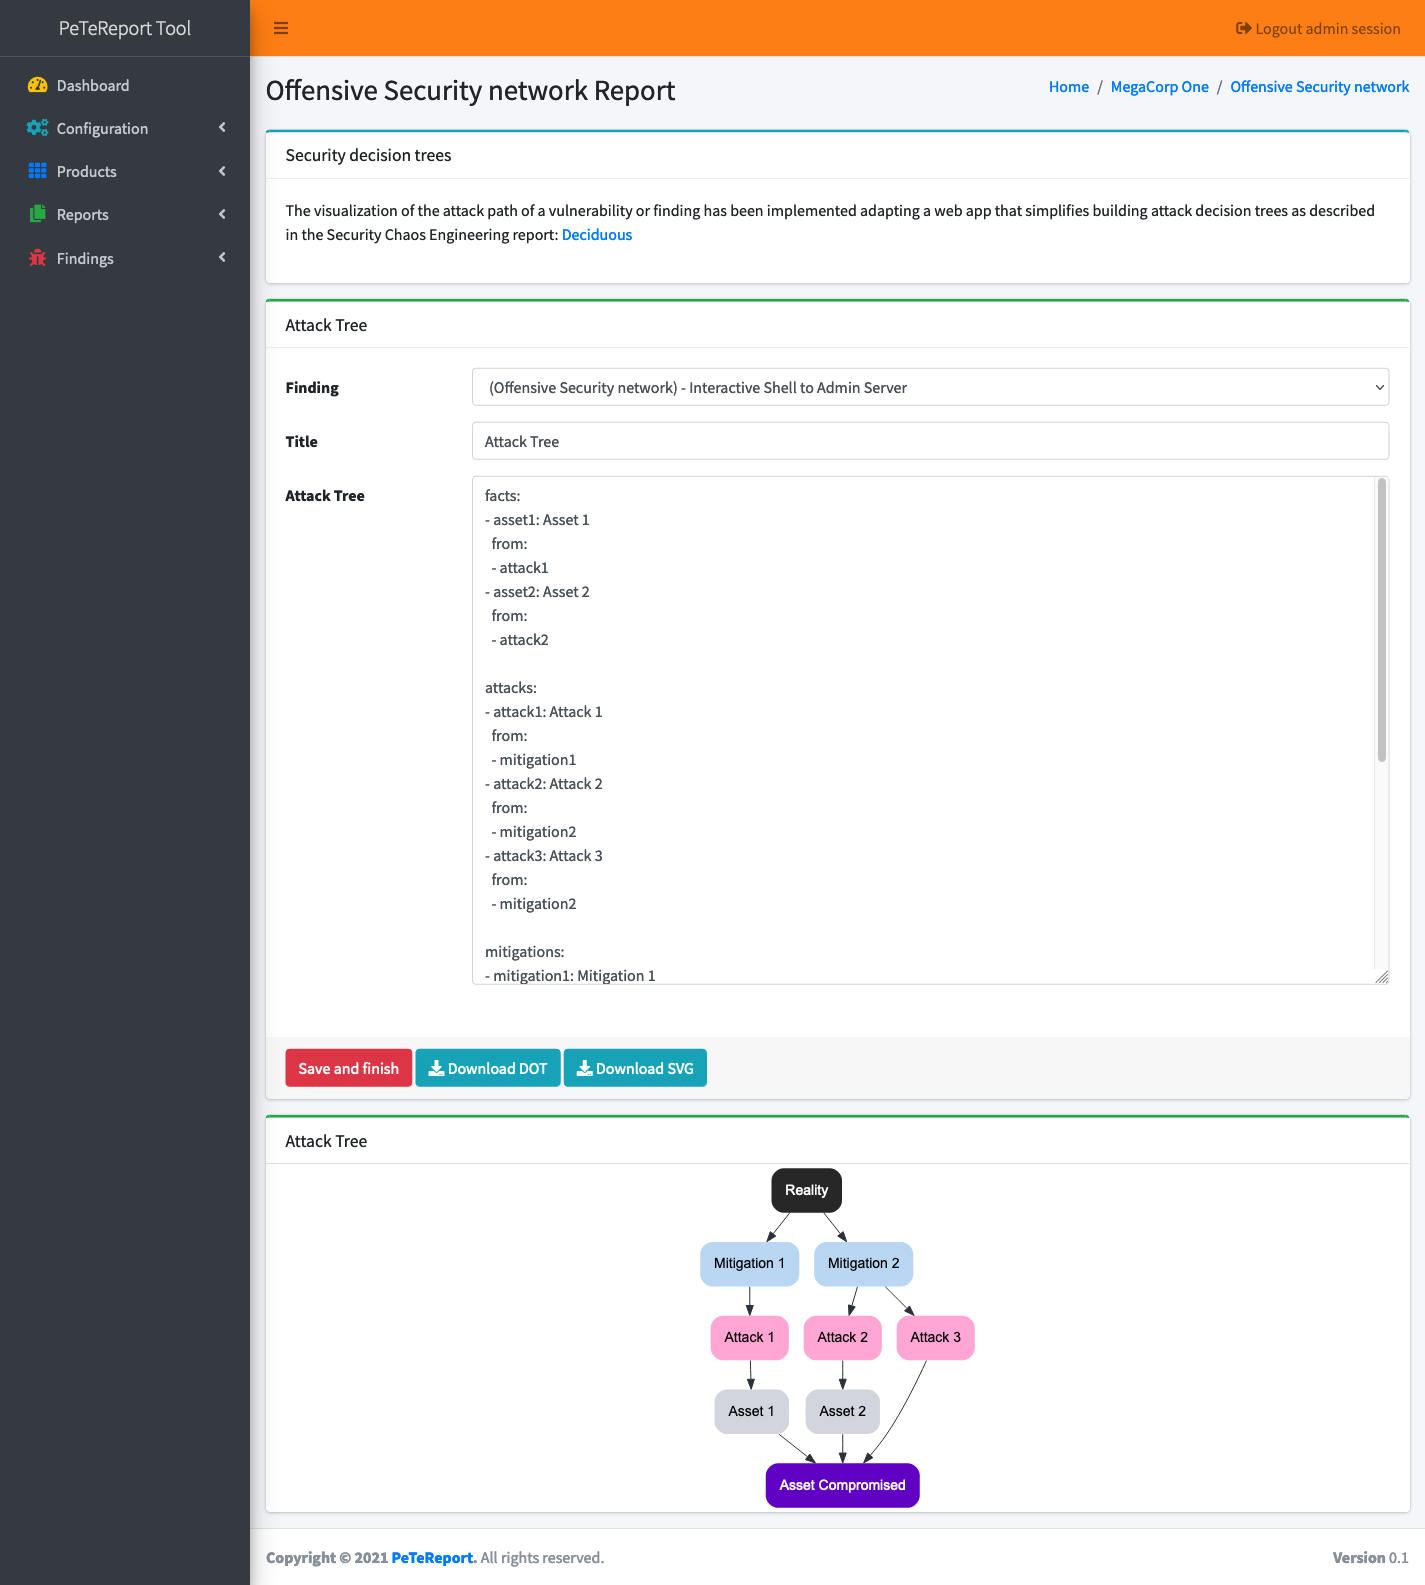 PeTeReport Tool
Logout admin session
Dashboard
Configuration
Products
Reports
Findings
Offensive Security network Report
Home / MegaCorp One / Offensive Security network
Security decision trees
The visualization of the attack path of a vulnerability or finding has been implemented adapting a web app that simplifies building attack decision trees as described
in the Security Chaos Engineering report: Deciduous
Attack Tree
Finding
(Offensive Security network) - Interactive Shell to Admin Server
Title
Attack Tree
Attack Tree
facts:
- asset1: Asset 1
  from:
  - attack1
- asset2: Asset 2
  from:
  - attack2

attacks:
- attack1: Attack 1
  from:
  - mitigation1
- attack2: Attack 2
  from:
  - mitigation2
- attack3: Attack 3
  from:
  - mitigation2

mitigations:
- mitigation1: Mitigation 1
Save and finish
Download DOT
Download SVG
Attack Tree
Reality
Mitigation 1
Mitigation 2
Attack 1
Attack 2
Attack 3
Asset 1
Asset 2
Asset Compromised
Copyright © 2021 PeTeReport. All rights reserved.
Version 0.1